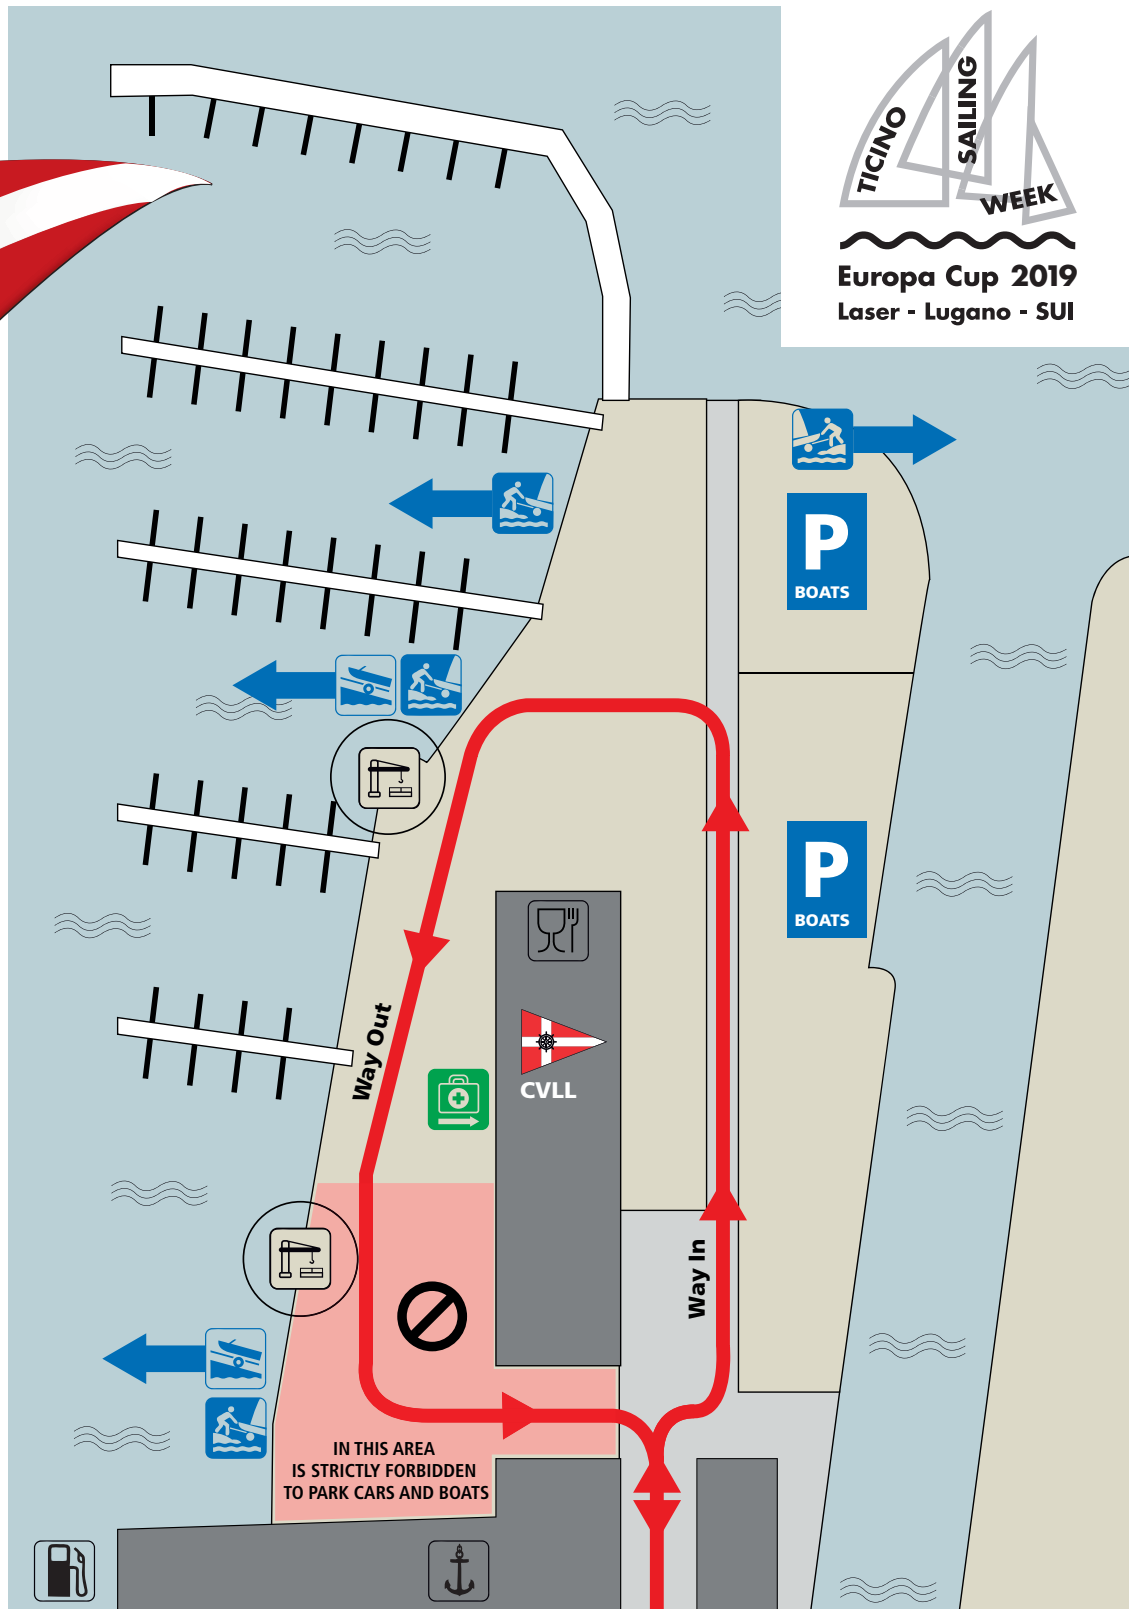 TICINO
SAILING
WEEK
Europa Cup 2019
Laser - Lugano - SUI
P
BOATS
P
BOATS
Way Out
CVLL
Way In
IN THIS AREA
IS STRICTLY FORBIDDEN
TO PARK CARS AND BOATS